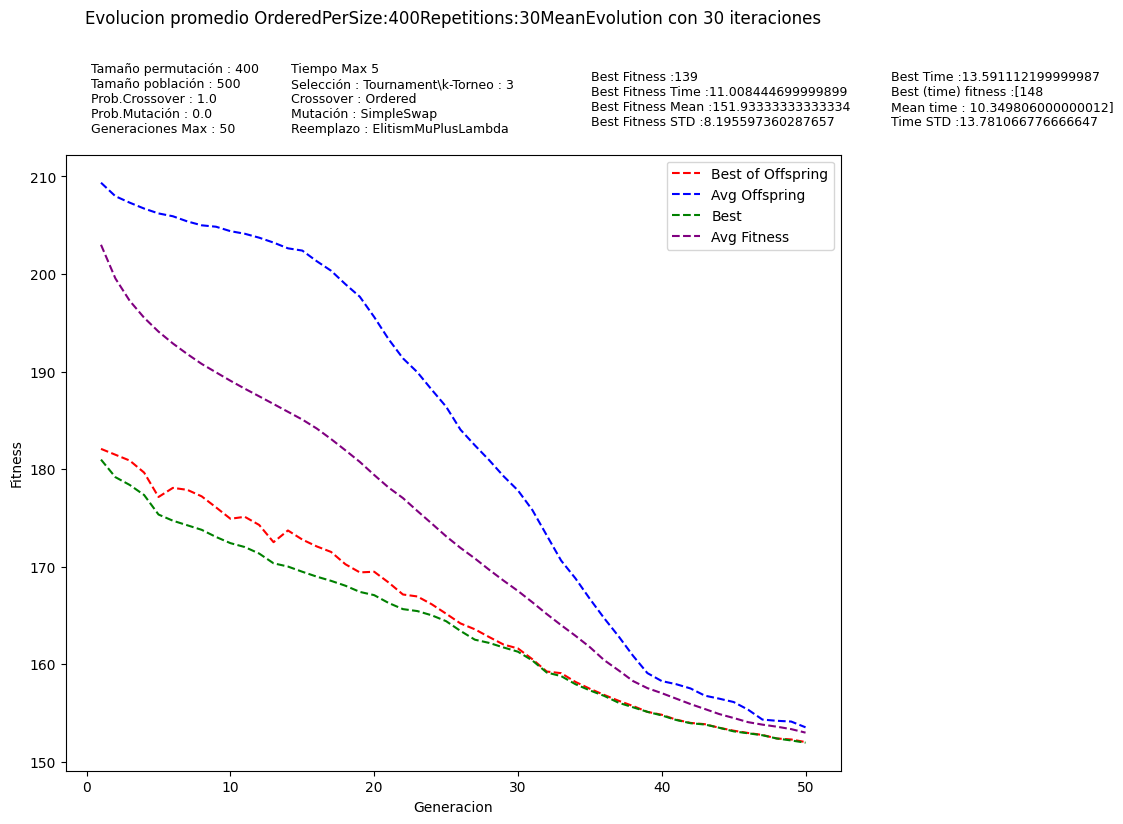 Evolucion promedio OrderedPerSize:400Repetitions:30MeanEvolution con 30 iteraciones
Tamaño permutación : 400
Tamaño población : 500
Prob.Crossover : 1.0
Prob.Mutación : 0.0
Generaciones Max : 50
Tiempo Max 5
Selección : Tournament\k-Torneo : 3
Crossover : Ordered
Mutación : SimpleSwap
Reemplazo : ElitismMuPlusLambda
Best Fitness :139
Best Fitness Time :11.008444699999899
Best Fitness Mean :151.93333333333334
Best Fitness STD :8.195597360287657
Best Time :13.591112199999987
Best (time) fitness :[148
Mean time : 10.349806000000012]
Time STD :13.781066776666647
Best of Offspring
Avg Offspring
Best
Avg Fitness
210
200
190
180
170
160
150
Fitness
0 10 20 30 40 50
Generacion